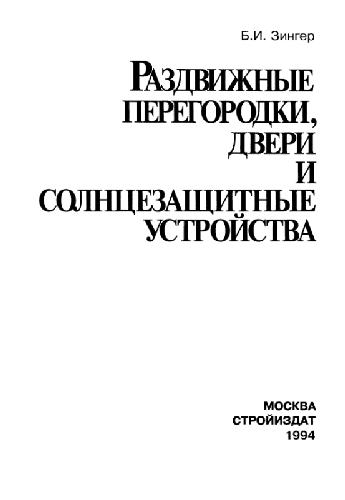 Б.И. Зингер
РАЗДВИЖНЫЕ
ПЕРЕГОРОДКИ,
ДВЕРИ
И
СОЛНЦЕЗАЩИТНЫЕ
УСТРОЙСТВА
МОСКВА
СТРОЙИЗДАТ
1994